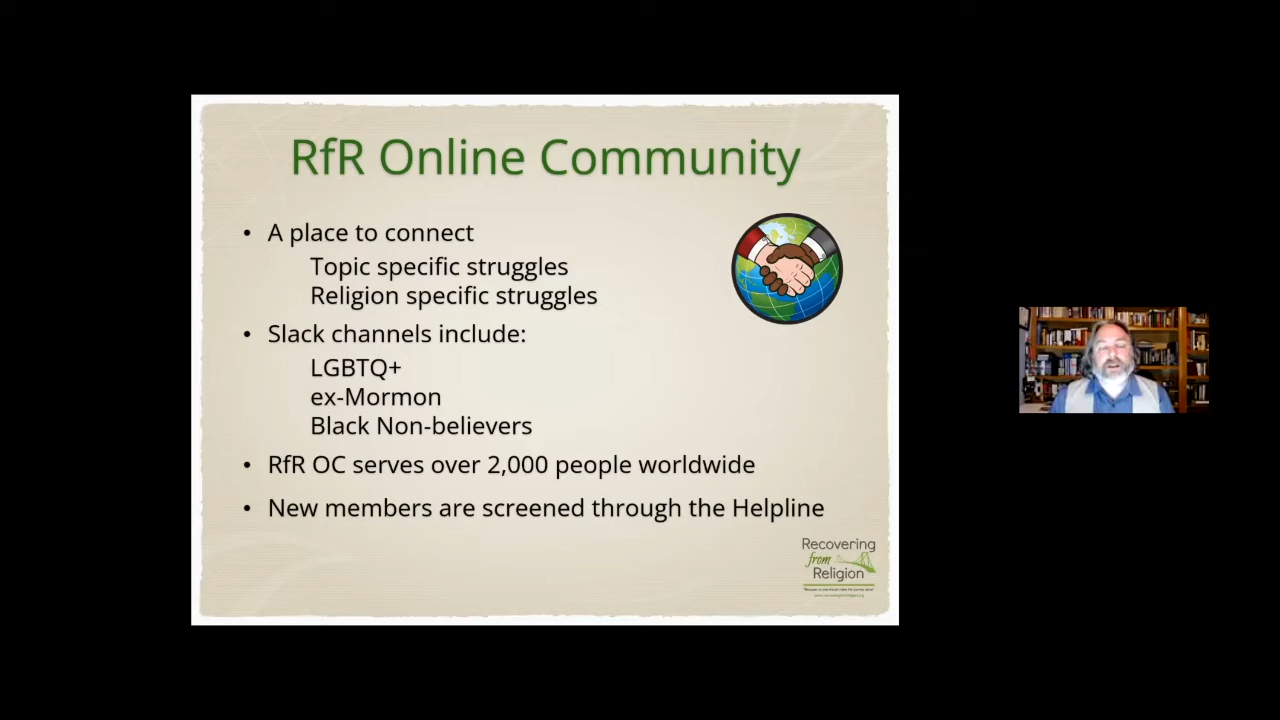 RfR Online Community
• A place to connect
Topic specific struggles
Religion specific struggles
• Slack channels include:
LGBTQ+
ex-Mormon
Black Non-believers
• RfR OC serves over 2,000 people worldwide
• New members are screened through the Helpline
Recovering
from
Religion